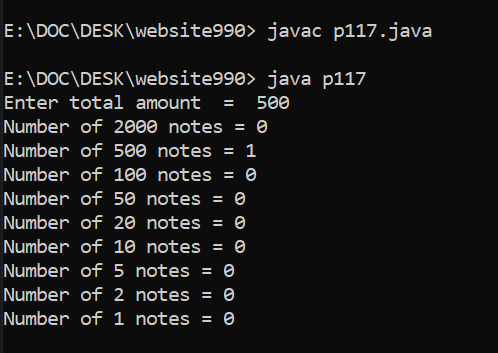 E:\DOC\DESK\website990> javac p117.java
E:\DOC\DESK\website990> java p117
Enter total amount  =  500
Number of 2000 notes = 0
Number of 500 notes = 1
Number of 100 notes = 0
Number of 50 notes = 0
Number of 20 notes = 0
Number of 10 notes = 0
Number of 5 notes = 0
Number of 2 notes = 0
Number of 1 notes = 0